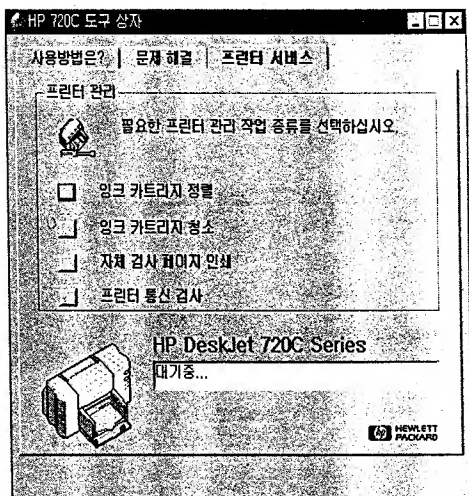 HP 720C 도구 상자
사용방법은? 문제 해결 프린터 서비스
프린터 관리
필요한 프린터 관리 작업 종류를 선택하십시오.
잉크 카트리지 정렬
잉크 카트리지 청소
자체 검사 페이지 인쇄
프린터 통신 검사
HP DeskJet 720C Series
대기중...
hp HEWLETT
PACKARD